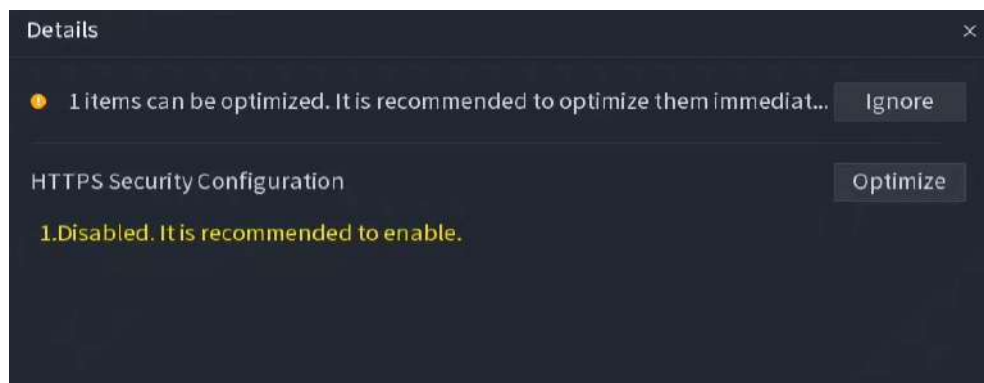 Details
1 items can be optimized. It is recommended to optimize them immediat... Ignore
HTTPS Security Configuration Optimize
1.Disabled. It is recommended to enable.